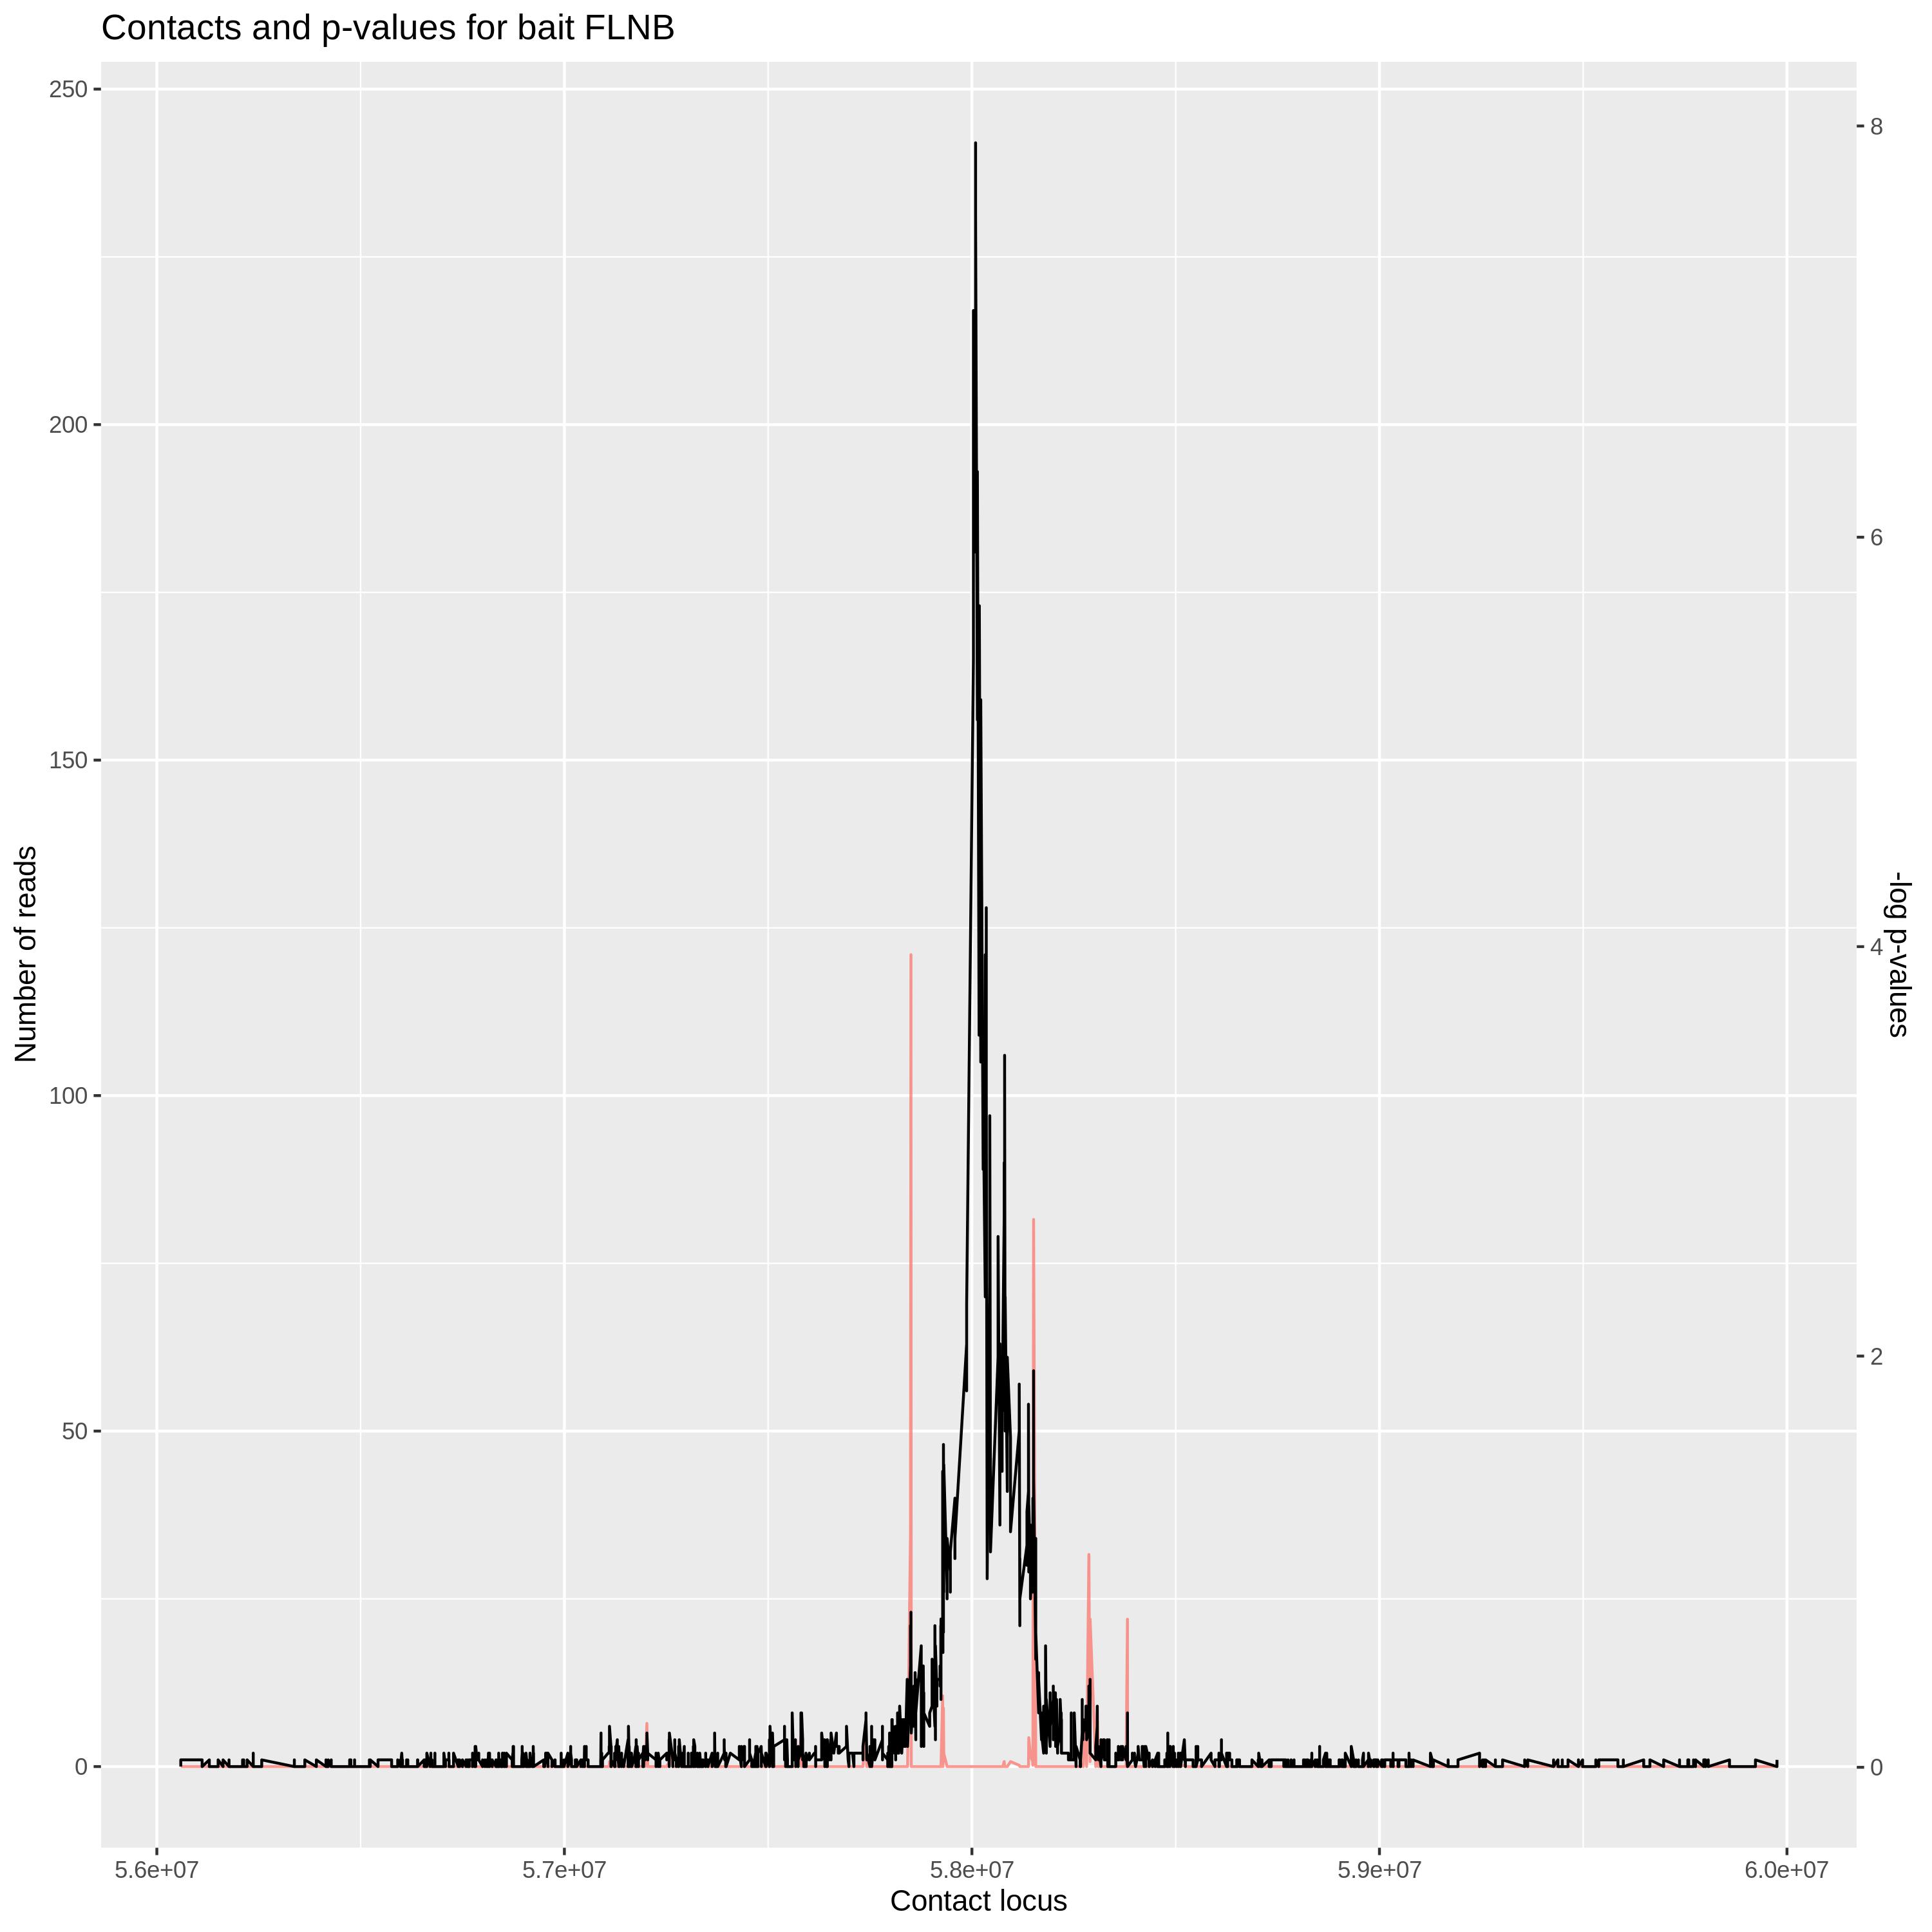 Contacts and p-values for bait FLNB
250
200
150
100
50
0
Number of reads
8
6
4
2
0
-log p-values
5.6e+07
5.7e+07
5.8e+07
5.9e+07
6.0e+07
Contact locus